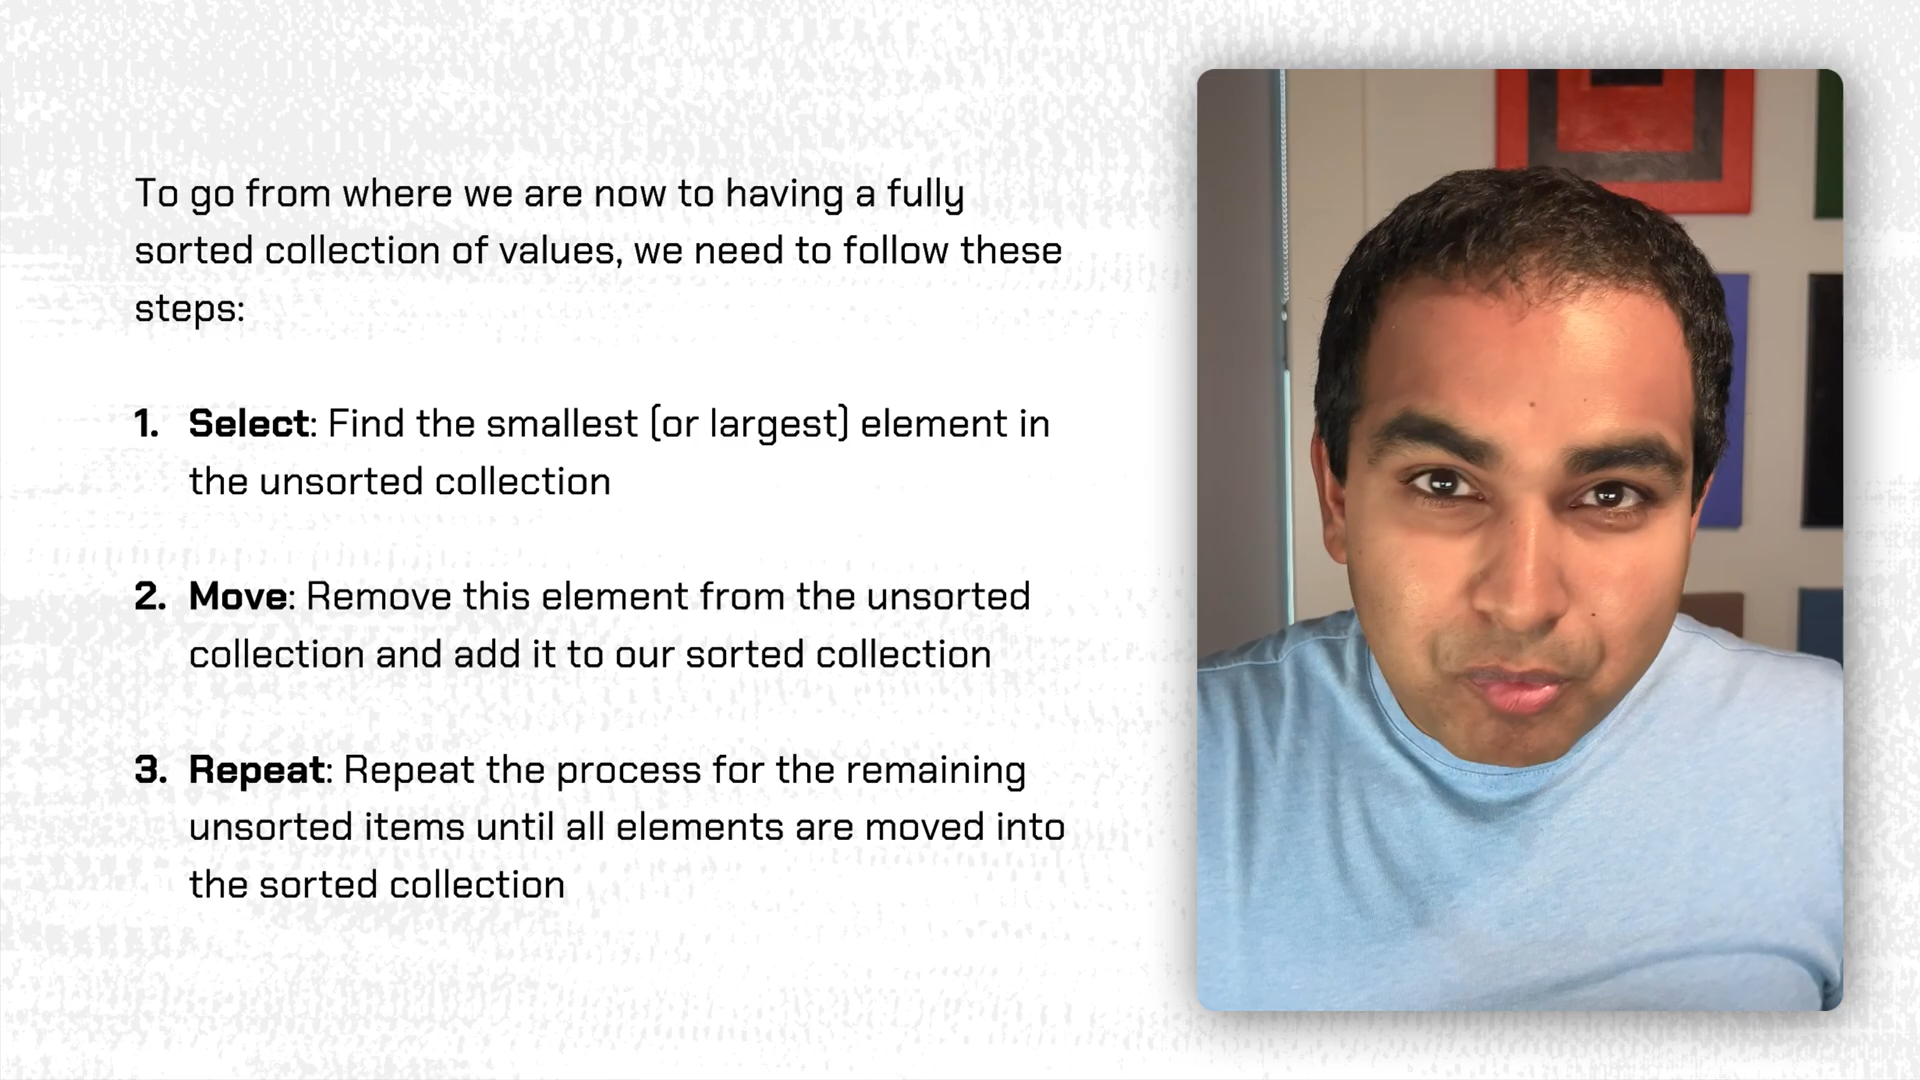 To go from where we are now to having a fully
sorted collection of values, we need to follow these
steps:
1. Select: Find the smallest (or largest) element in
the unsorted collection
2. Move: Remove this element from the unsorted
collection and add it to our sorted collection
3. Repeat: Repeat the process for the remaining
unsorted items until all elements are moved into
the sorted collection